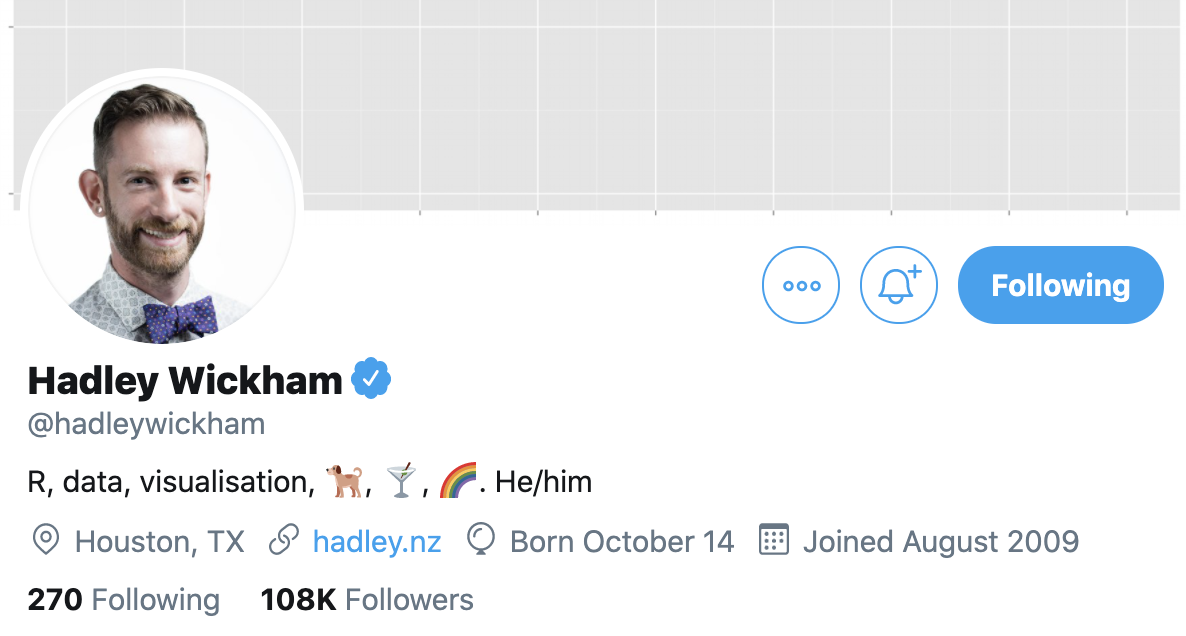 Following
Hadley Wickham
@hadleywickham
R, data, visualisation, 🐕, 🍸, 🌈. He/him
Houston, TX hadley.nz Born October 14 Joined August 2009
270 Following 108K Followers